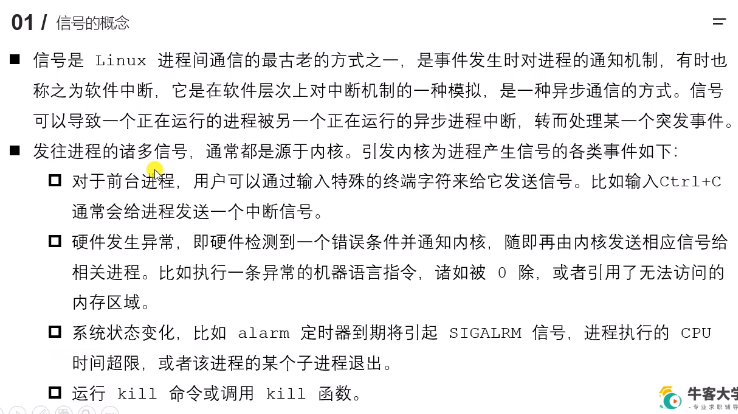 01 / 信号的概念
■ 信号是 Linux 进程间通信的最古老的方式之一，是事件发生时对进程的通知机制，有时也
称之为软件中断，它是在软件层次上对中断机制的一种模拟，是一种异步通信的方式。信号
可以导致一个正在运行的进程被另一个正在运行的异步进程中断，转而处理某一个突发事件。
■ 发往进程的诸多信号，通常都是源于内核。引发内核为进程产生信号的各类事件如下：
对于前台进程，用户可以通过输入特殊的终端字符来给它发送信号。比如输入Ctrl+C
通常会给进程发送一个中断信号。
硬件发生异常，即硬件检测到一个错误条件并通知内核，随即再由内核发送相应信号给
相关进程。比如执行一条异常的机器语言指令，诸如被 0 除，或者引用了无法访问的
内存区域。
系统状态变化，比如 alarm 定时器到期将引起 SIGALRM 信号，进程执行的 CPU
时间超限，或者该进程的某个子进程退出。
运行 kill 命令或调用 kill 函数。
牛客大学
-专业求职辅导